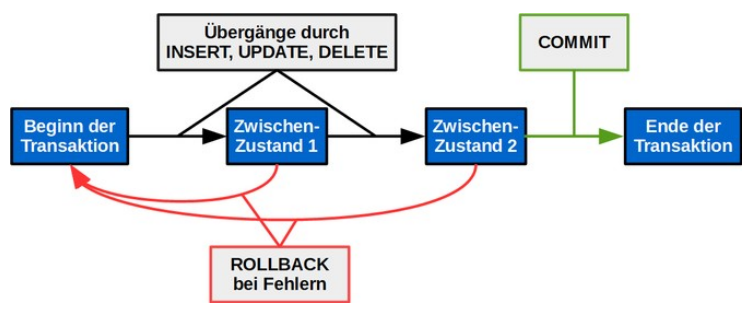 Übergänge durch
INSERT, UPDATE, DELETE
COMMIT
Beginn der
Transaktion
Zwischen-
Zustand 1
Zwischen-
Zustand 2
Ende der
Transaktion
ROLLBACK
bei Fehlern